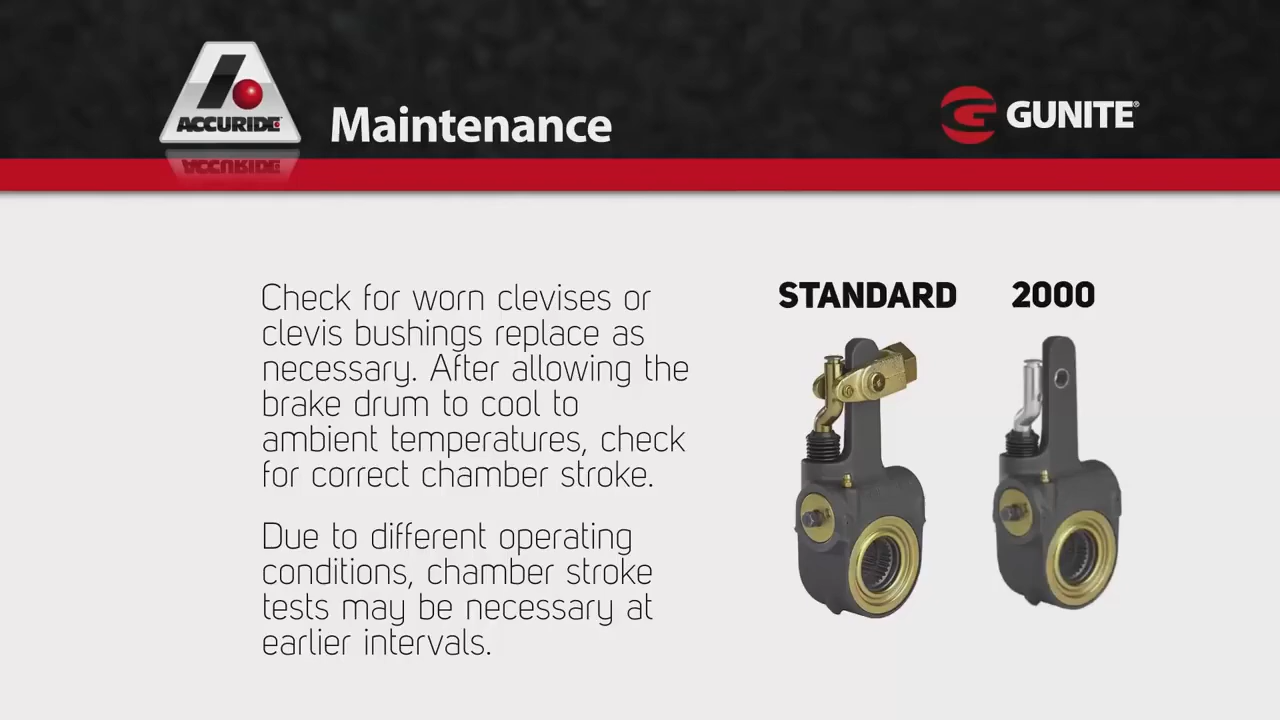 ACCURIDE
Maintenance
GUNITE®
Check for worn clevises or
clevis bushings replace as
necessary. After allowing the
brake drum to cool to
ambient temperatures, check
for correct chamber stroke.
Due to different operating
conditions, chamber stroke
tests may be necessary at
earlier intervals.
STANDARD
2000